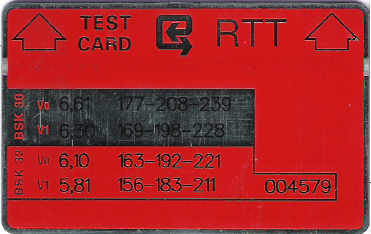 TEST CARD RTT
BSK 30 V0 6,61 177-208-239
V1 6,30 169-198-228
BSK 32 V0 6,10 163-192-221
V1 5,81 156-183-211
004579